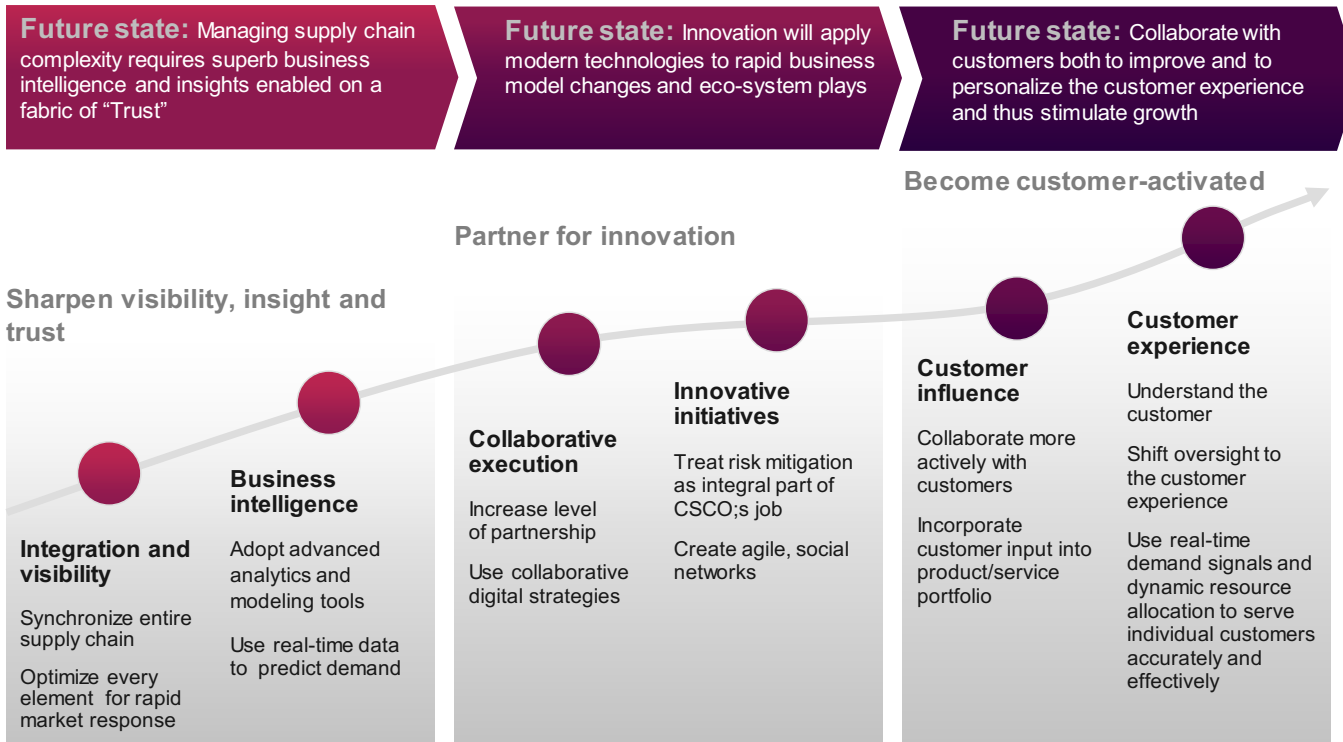 Future state: Managing supply chain
complexity requires superb business
intelligence and insights enabled on a
fabric of “Trust”
Future state: Innovation will apply
modern technologies to rapid business
model changes and eco-system plays
Future state: Collaborate with
customers both to improve and to
personalize the customer experience
and thus stimulate growth
Sharpen visibility, insight and
trust
Integration and
visibility
Synchronize entire
supply chain
Optimize every
element for rapid
market response
Business
intelligence
Adopt advanced
analytics and
modeling tools
Use real-time data
to predict demand
Partner for innovation
Collaborative
execution
Increase level
of partnership
Use collaborative
digital strategies
Innovative
initiatives
Treat risk mitigation
as integral part of
CSCO;s job
Create agile, social
networks
Become customer-activated
Customer
influence
Collaborate more
actively with
customers
Incorporate
customer input into
product/service
portfolio
Customer
experience
Understand the
customer
Shift oversight to
the customer
experience
Use real-time
demand signals and
dynamic resource
allocation to serve
individual customers
accurately and
effectively